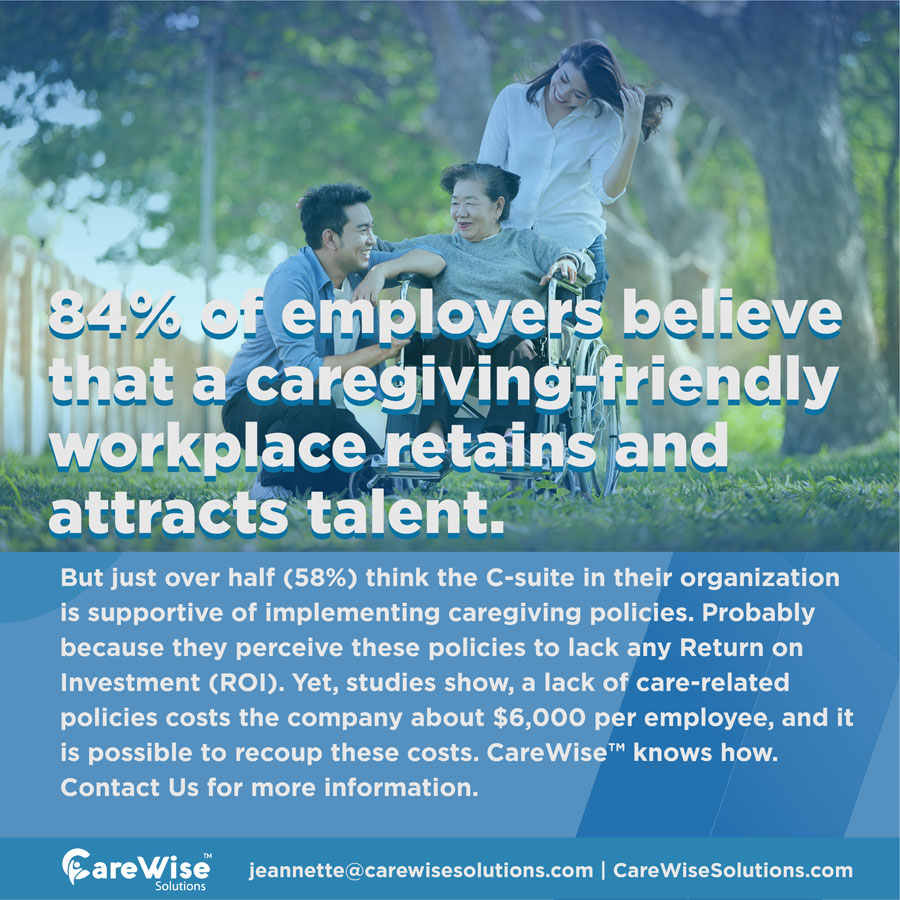 84% of employers believe
that a caregiving-friendly
workplace retains and
attracts talent.
But just over half (58%) think the C-suite in their organization
is supportive of implementing caregiving policies. Probably
because they perceive these policies to lack any Return on
Investment (ROI). Yet, studies show, a lack of care-related
policies costs the company about $6,000 per employee, and it
is possible to recoup these costs. CareWise™ knows how.
Contact Us for more information.
CareWise™
Solutions
jeannette@carewisesolutions.com | CareWiseSolutions.com